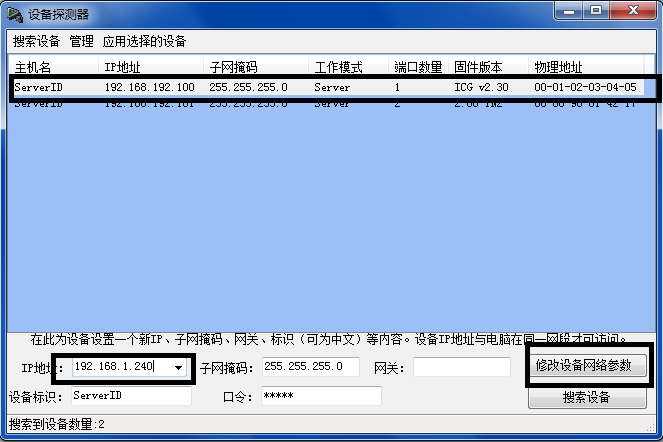 设备探测器
搜索设备 管理 应用选择的设备
主机名 IP地址 子网掩码 工作模式 端口数量 固件版本 物理地址
ServerID 192.168.192.100 255.255.255.0 Server 1 ICG v2.30 00-01-02-03-04-05
ServerID 192.168.192.101 255.255.255.0 Server 2
在此为设备设置一个新IP、子网掩码、网关、标识（可为中文）等内容。设备IP地址与电脑在同一网段才可访问。
IP地址: 192.168.1.240 子网掩码: 255.255.255.0 网关: 修改设备网络参数
设备标识: ServerID 口令: ***** 搜索设备
搜索到设备数量:2